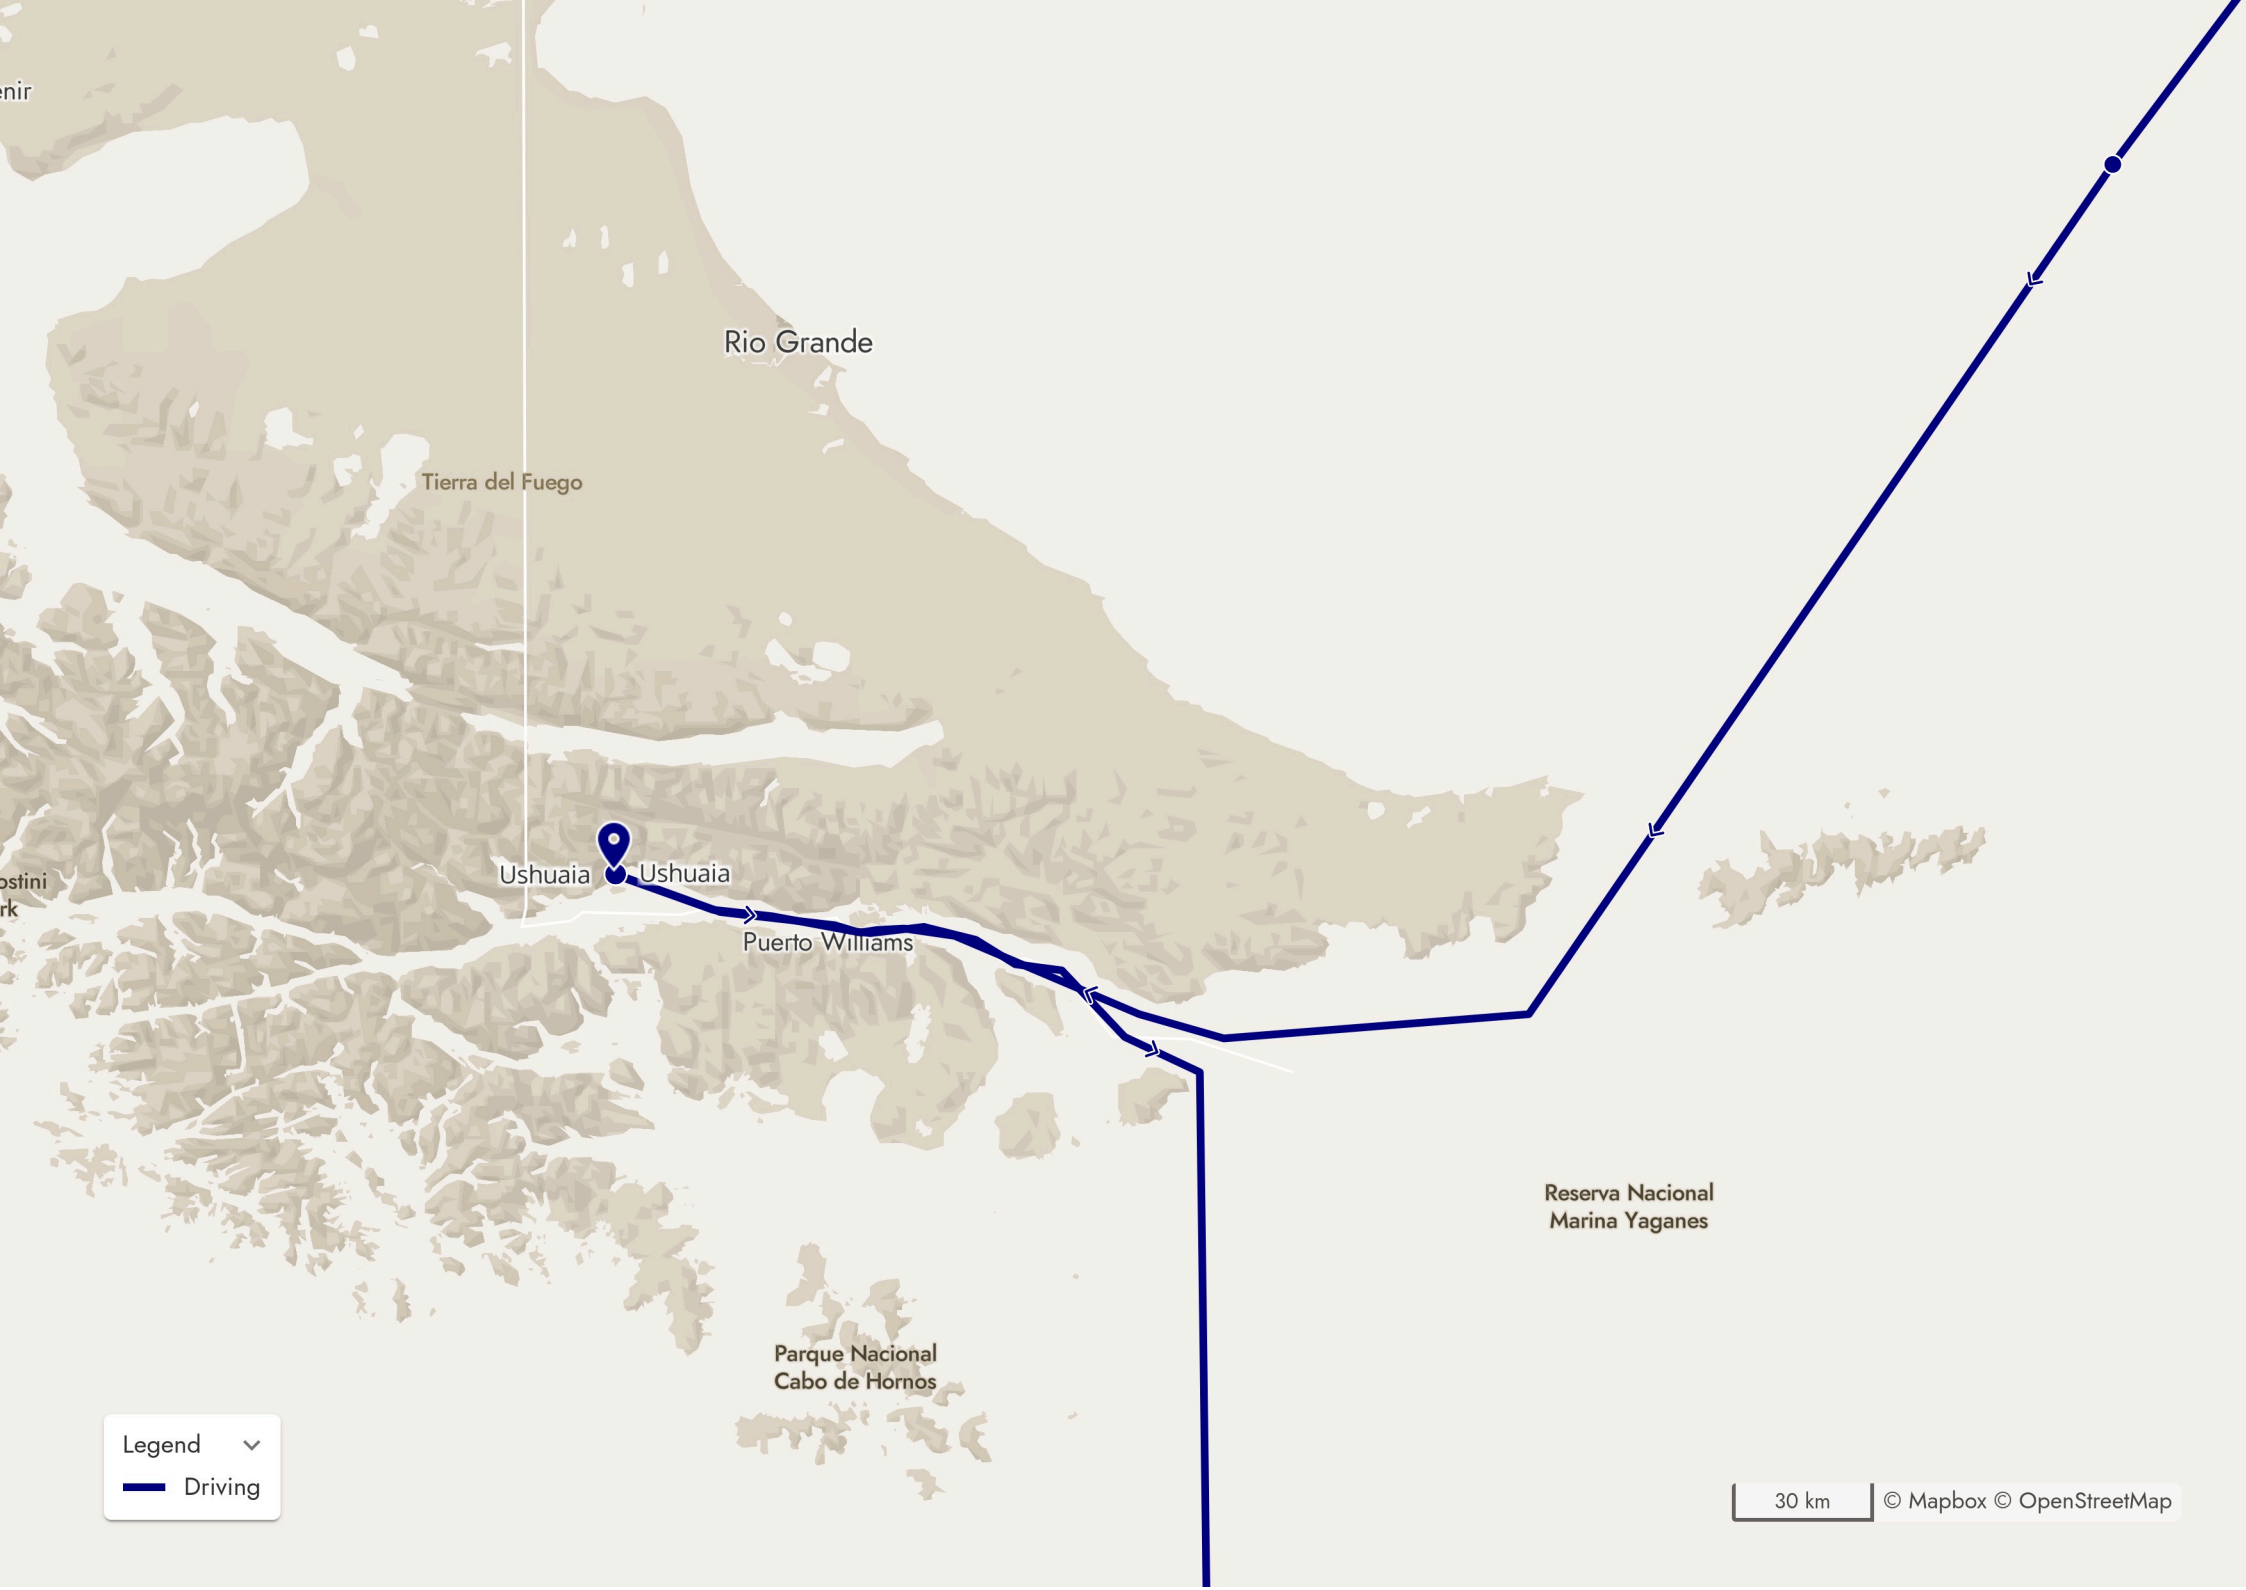 enir
Rio Grande
Tierra del Fuego
Ushuaia
Ushuaia
ostini
rk
Puerto Williams
Reserva Nacional
Marina Yaganes
Parque Nacional
Cabo de Hornos
Legend
Driving
30 km
© Mapbox © OpenStreetMap